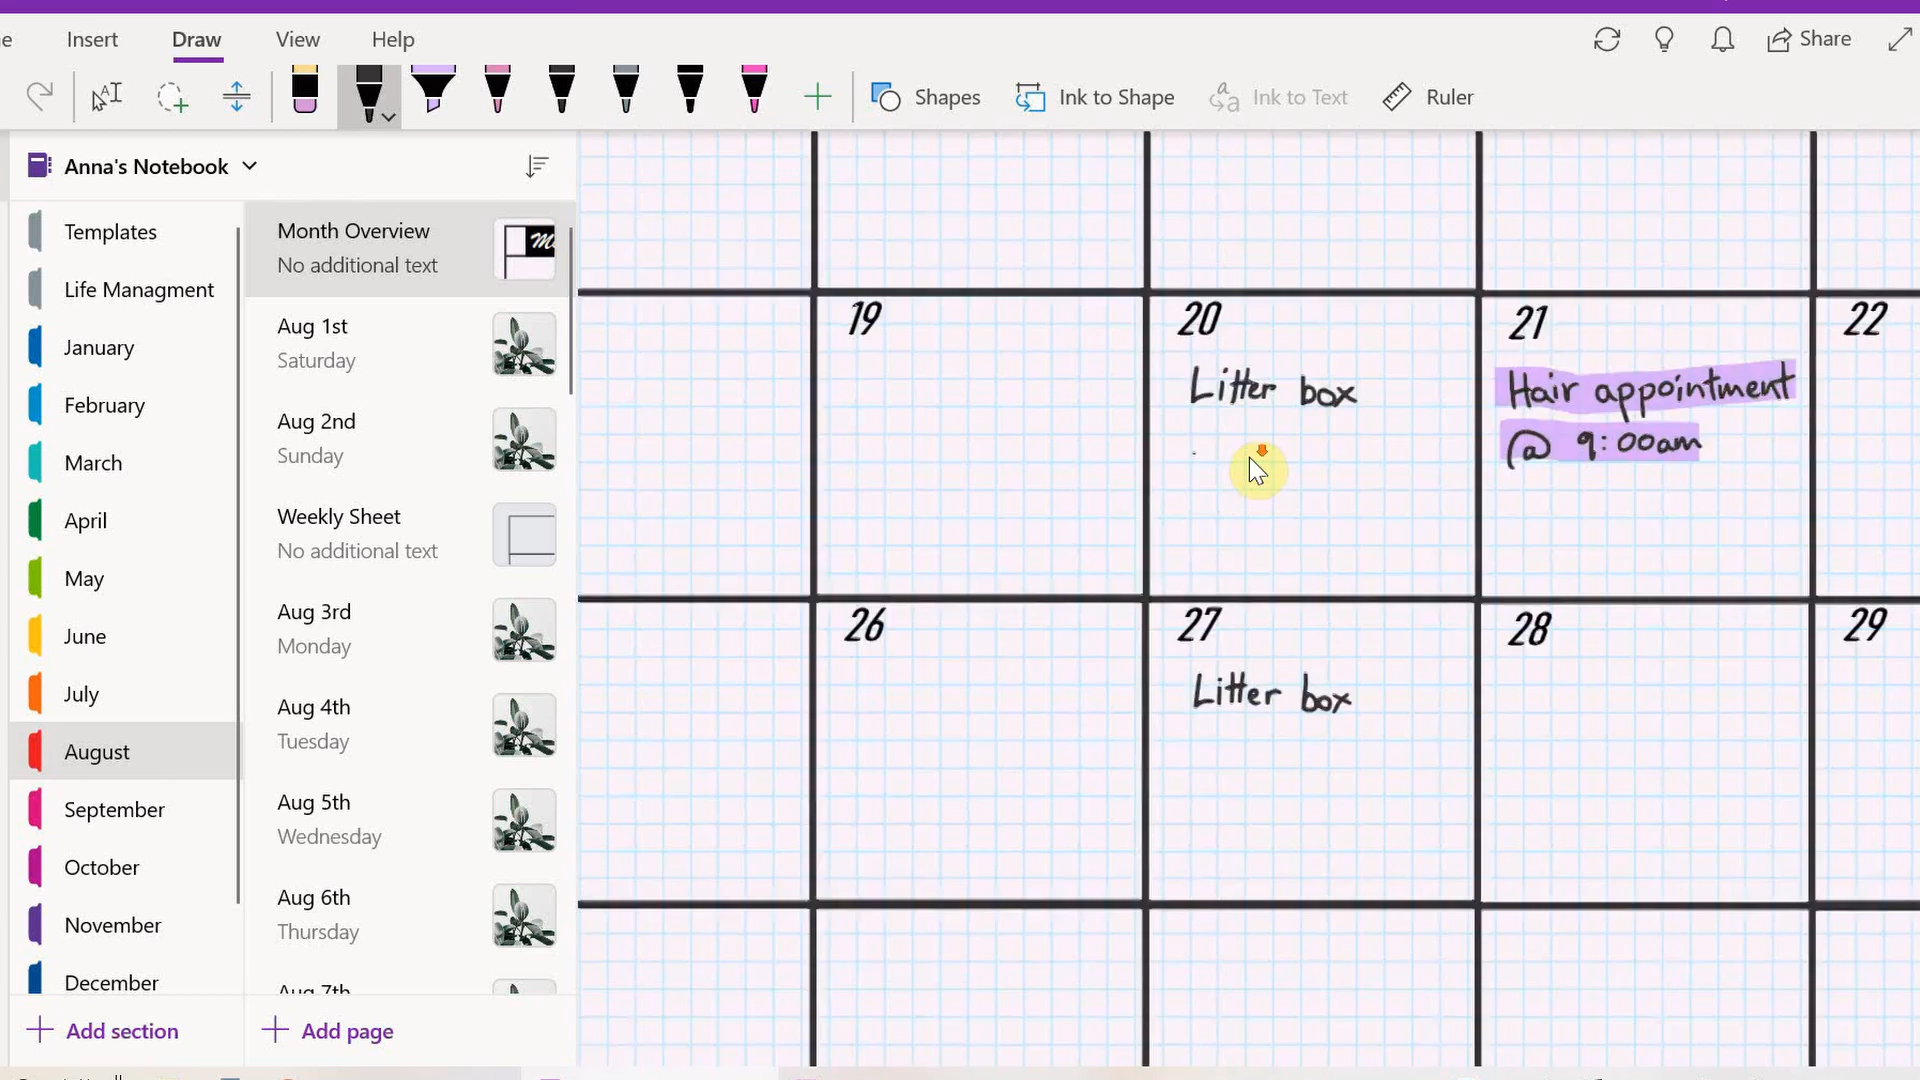 Insert
Draw
View
Help
Share
Shapes
Ink to Shape
Ink to Text
Ruler
Anna's Notebook
Templates
Life Managment
January
February
March
April
May
June
July
August
September
October
November
December
Add section
Month Overview
No additional text
Aug 1st
Saturday
Aug 2nd
Sunday
Weekly Sheet
No additional text
Aug 3rd
Monday
Aug 4th
Tuesday
Aug 5th
Wednesday
Aug 6th
Thursday
Aug 7th
Add page
19
20
Litter box
21
Hair appointment
@ 9:00am
22
26
27
Litter box
28
29